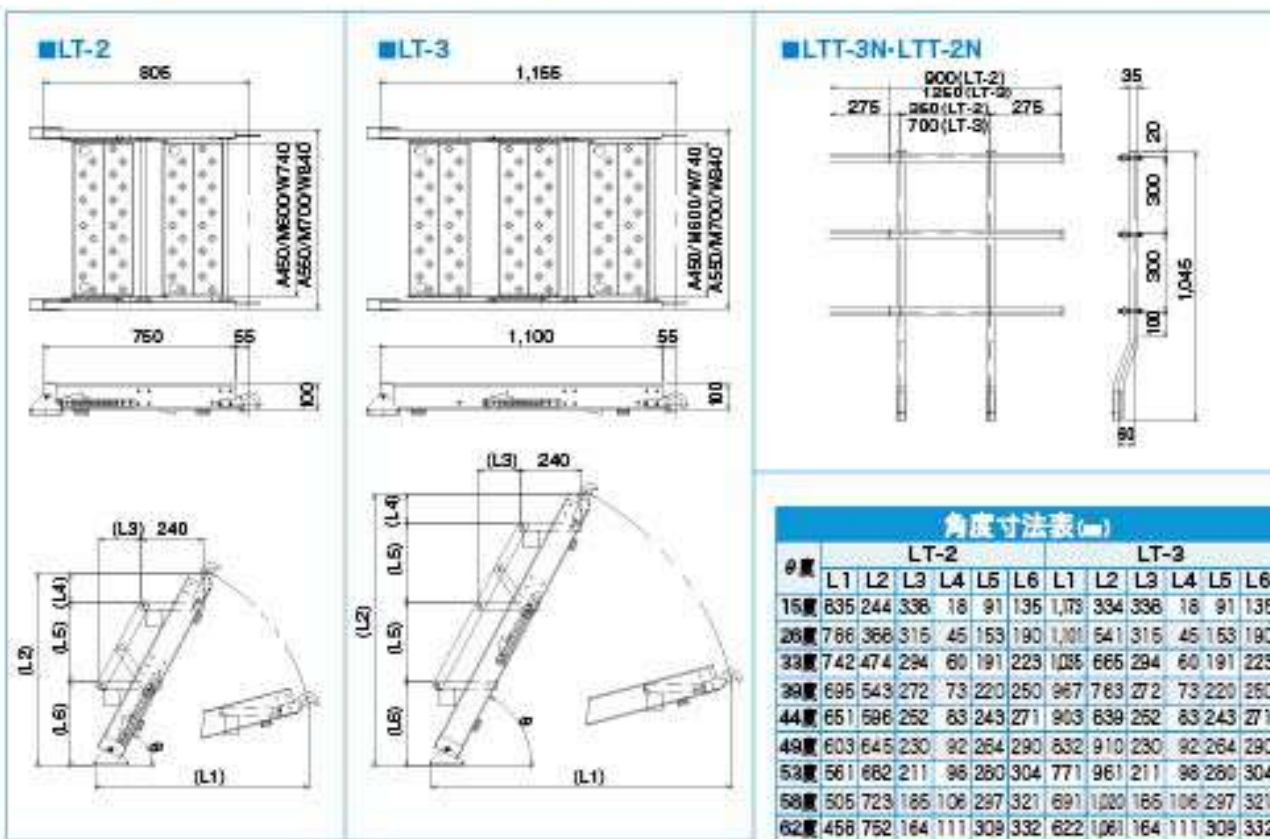 ■LT-2
805
A450/M600/W740
A550/M700/W840
750 55
100
(L3) 240
(L4)
(L5)
(L2)
(L6)
θ
(L1)
■LT-3
1,155
A450/M600/W740
A550/M700/W840
1,100 55
100
(L3) 240
(L4)
(L5)
(L2)
(L5)
(L6)
θ
(L1)
■LTT-3N・LTT-2N
900(LT-2)
1250(LT-3)
275 350(LT-2) 275
700(LT-3)
35
20
300
300
100
1,045
60
角度寸法表(㎜)
θ度 LT-2 LT-3
L1 L2 L3 L4 L5 L6 L1 L2 L3 L4 L5 L6
15度 835 244 338 18 91 135 1,173 334 338 18 91 135
26度 786 388 315 45 153 190 1,101 541 315 45 153 190
33度 742 474 294 60 191 223 1,035 665 294 60 191 223
39度 695 543 272 73 220 250 967 763 272 73 220 250
44度 651 596 252 83 243 271 903 839 252 83 243 271
49度 603 645 230 92 264 290 832 910 230 92 264 290
53度 561 682 211 98 280 304 771 961 211 98 280 304
58度 505 723 185 106 297 321 691 1,020 185 106 297 321
62度 458 752 164 111 309 332 622 1,061 164 111 309 332